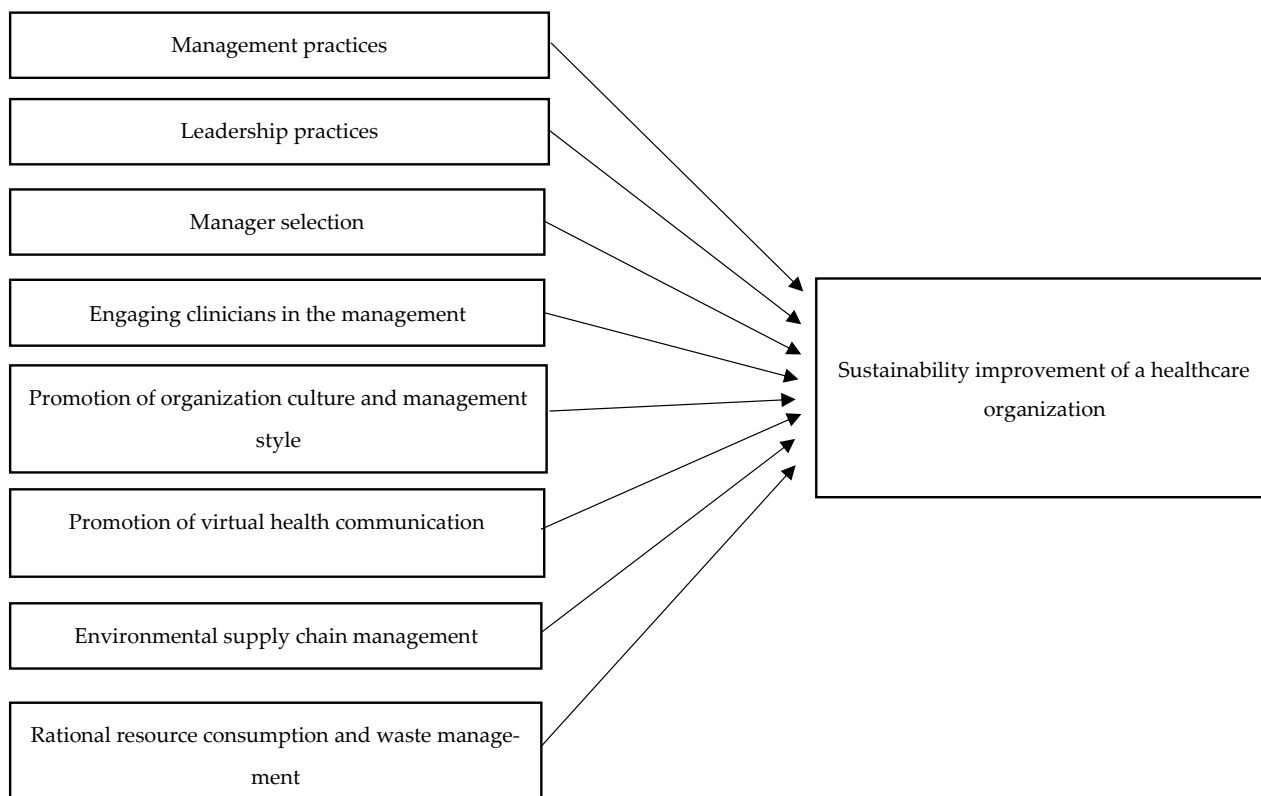 Management practices
Leadership practices
Manager selection
Engaging clinicians in the management
Promotion of organization culture and management
style
Promotion of virtual health communication
Environmental supply chain management
Rational resource consumption and waste manage-
ment
Sustainability improvement of a healthcare
organization